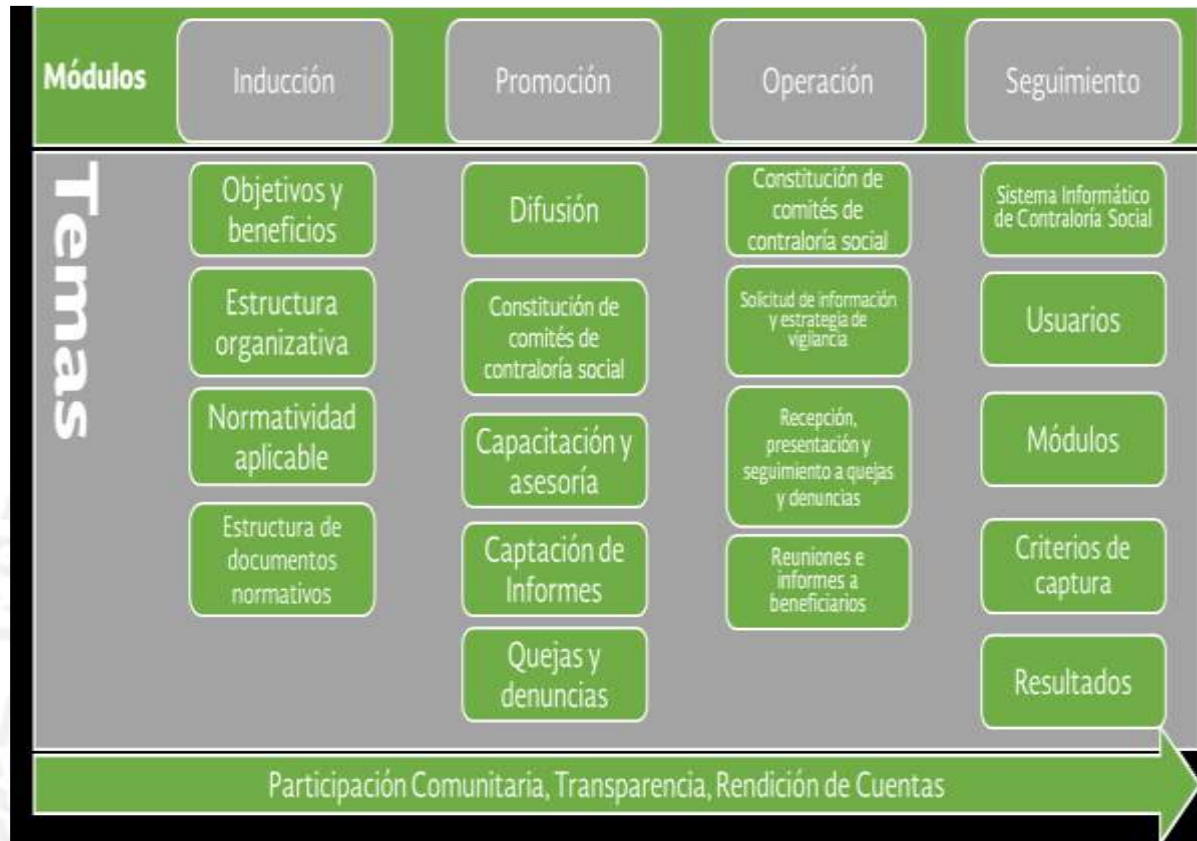 Módulos
Inducción
Promoción
Operación
Seguimiento
Temas
Objetivos y
beneficios
Estructura
organizativa
Normatividad
aplicable
Estructura de
documentos
normativos
Difusión
Constitución de
comités de
contraloría social
Capacitación y
asesoría
Captación de
Informes
Quejas y
denuncias
Constitución de
comités de
contraloría social
Solicitud de información
y estrategia de
vigilancia
Recepción,
presentación y
seguimiento a quejas
y denuncias
Reuniones e
informes a
beneficiarios
Sistema Informático
de Contraloría Social
Usuarios
Módulos
Criterios de
captura
Resultados
Participación Comunitaria, Transparencia, Rendición de Cuentas